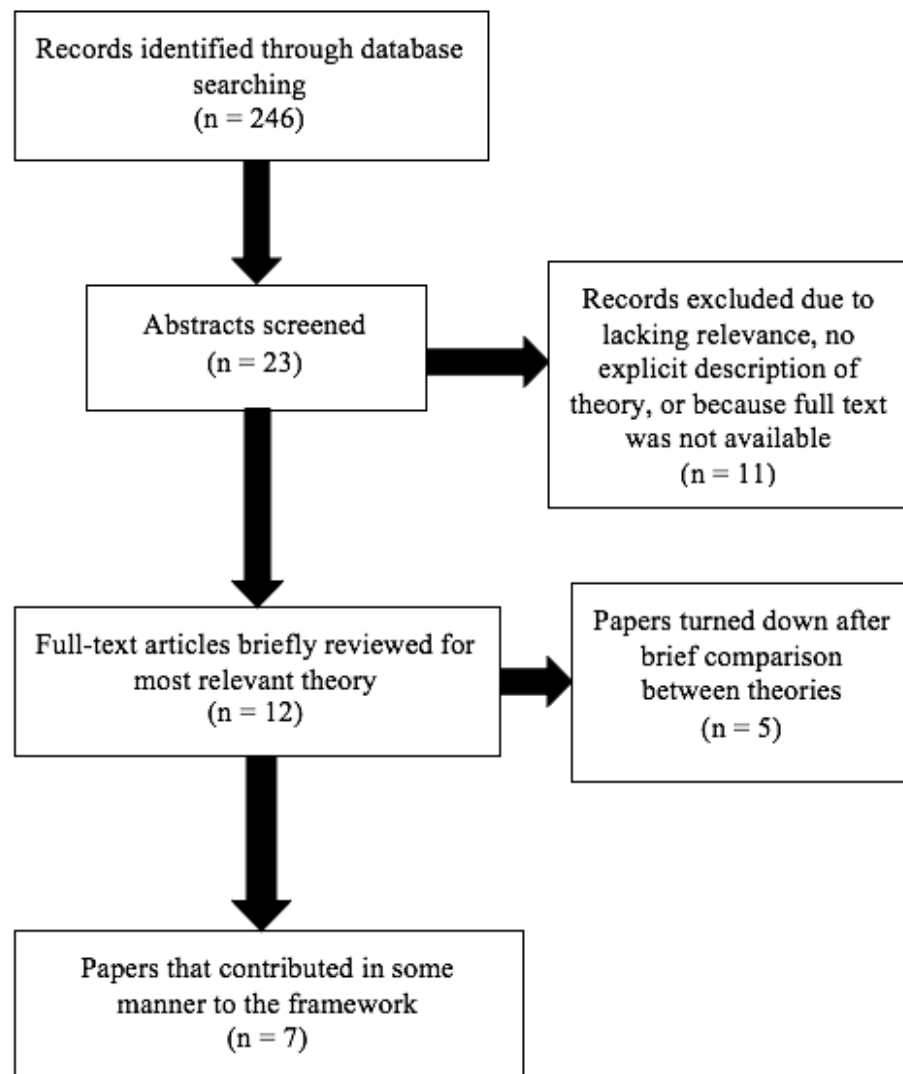 Records identified through database
searching
(n = 246)
Abstracts screened
(n = 23)
Records excluded due to
lacking relevance, no
explicit description of
theory, or because full text
was not available
(n = 11)
Full-text articles briefly reviewed for
most relevant theory
(n = 12)
Papers turned down after
brief comparison
between theories
(n = 5)
Papers that contributed in some
manner to the framework
(n = 7)